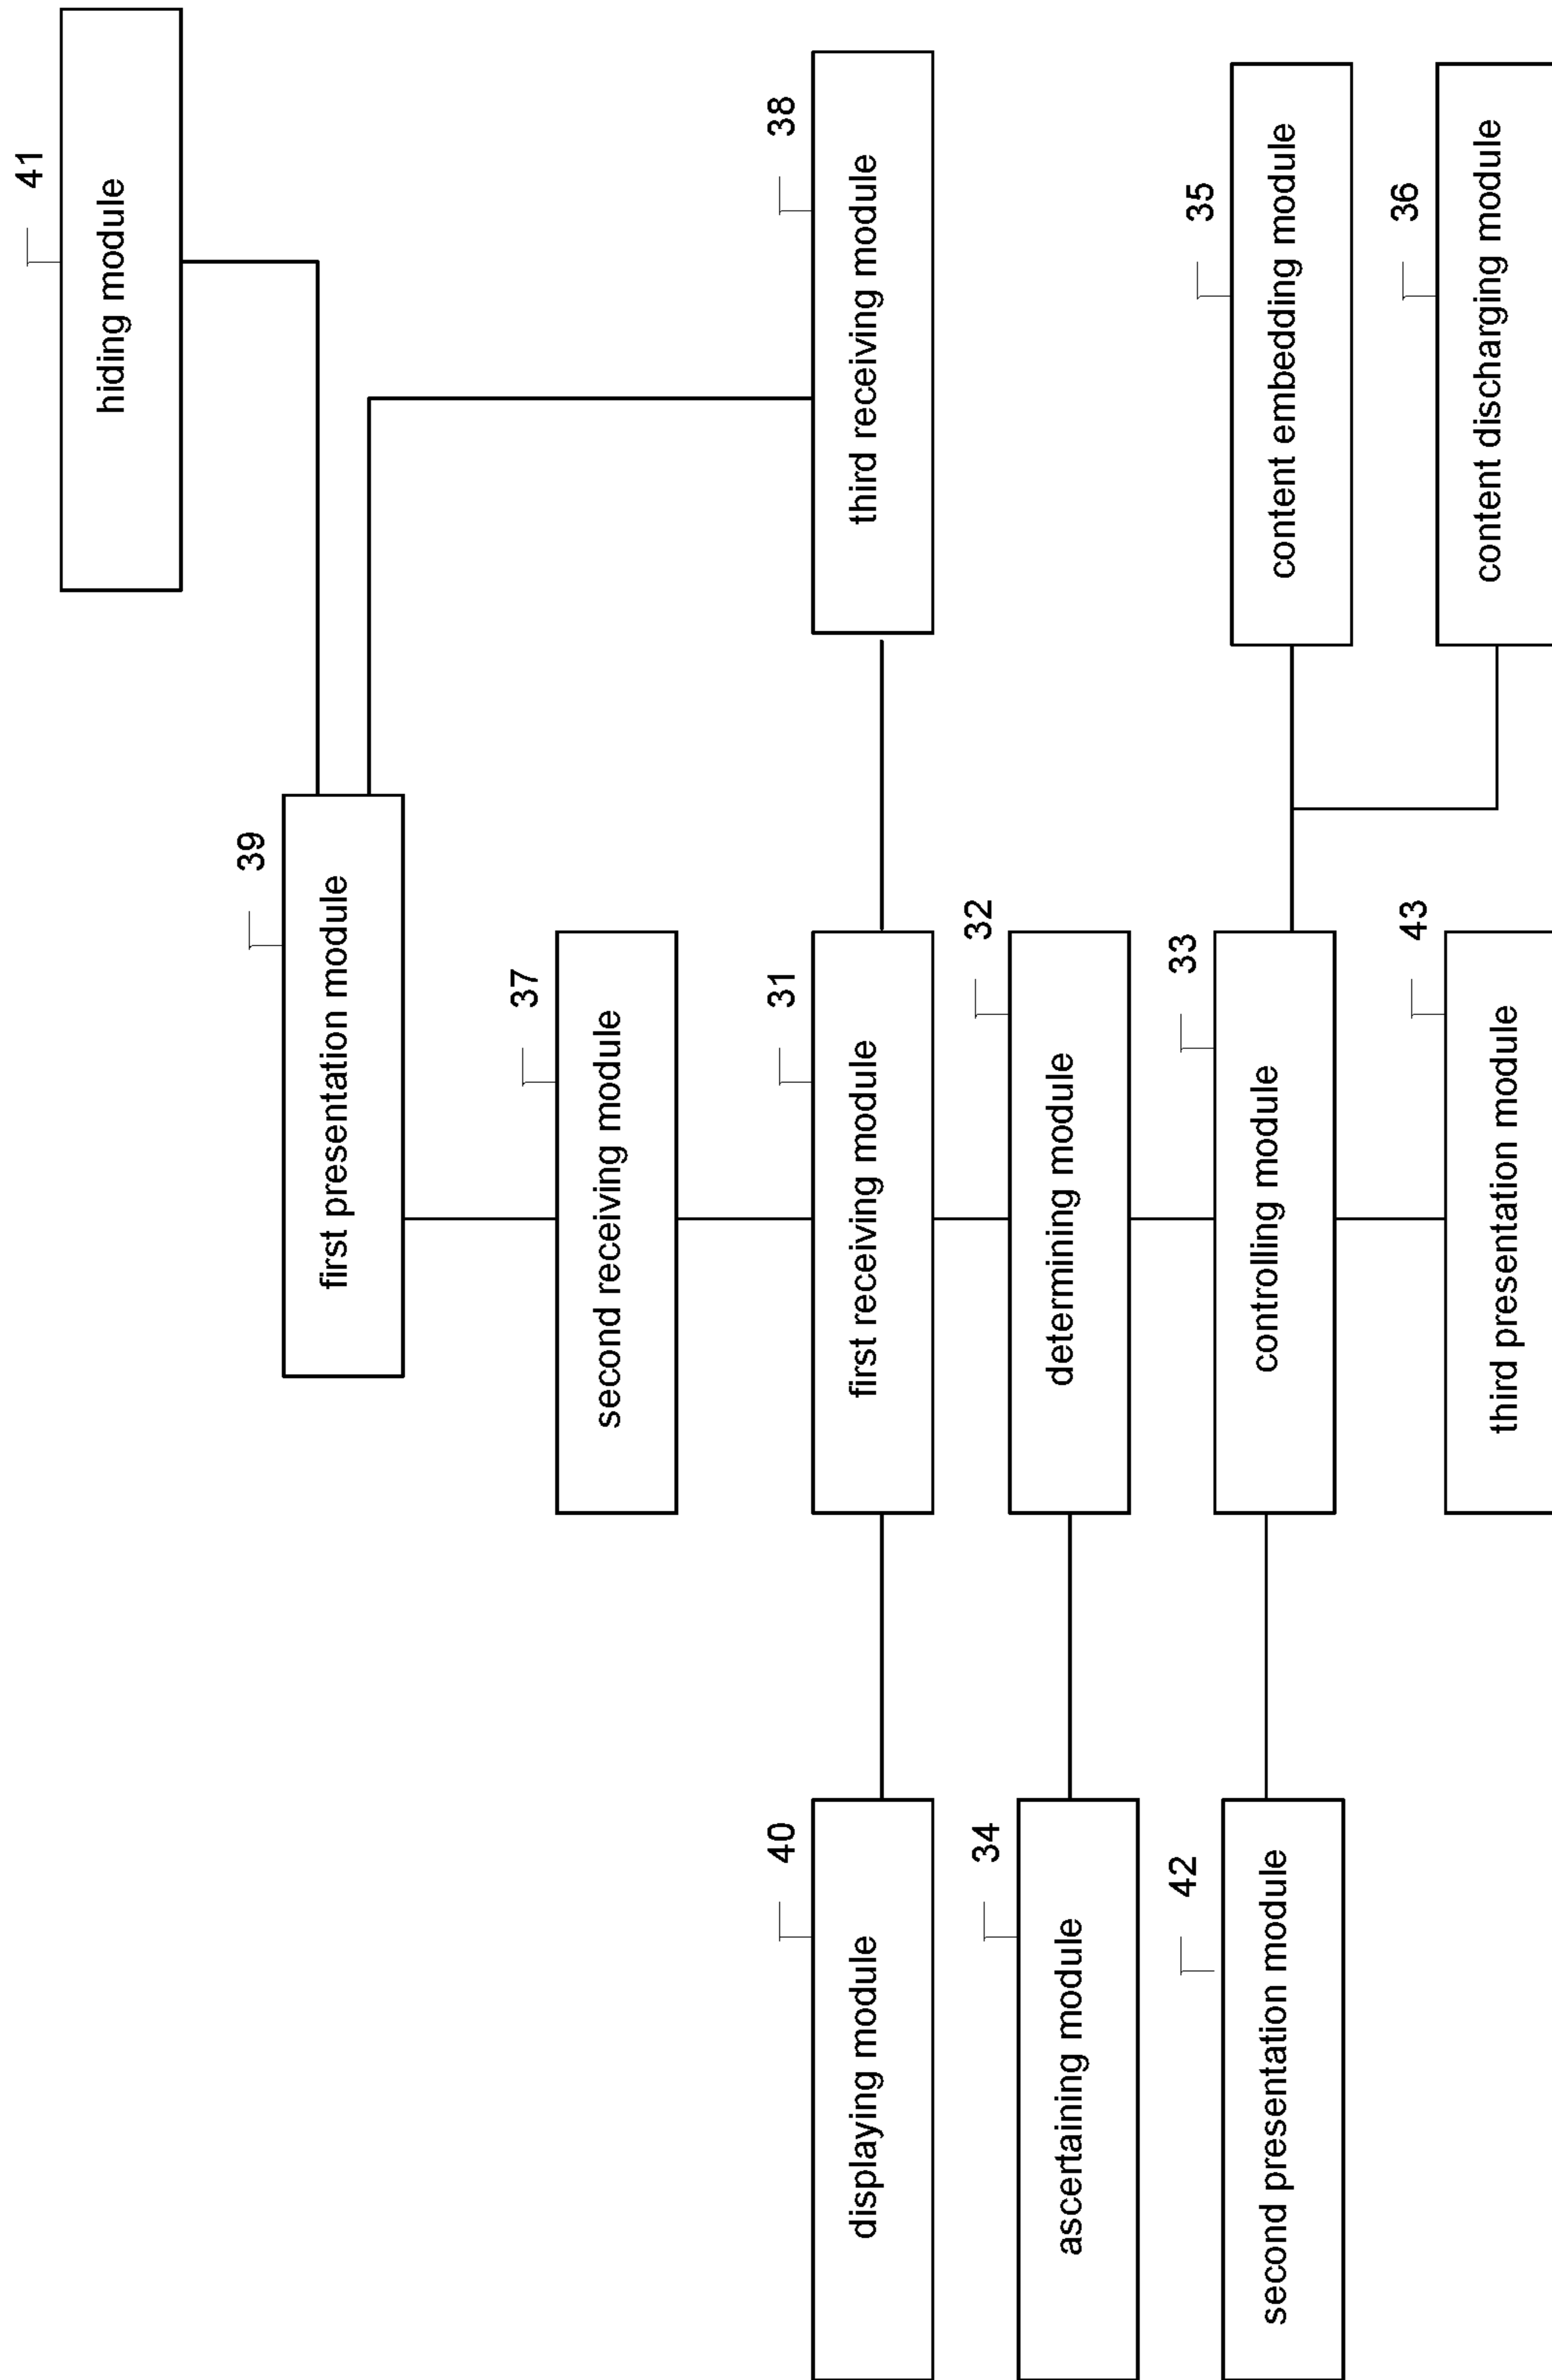 41
hiding module
39
first presentation module
38
third receiving module
37
second receiving module
40
displaying module
31
first receiving module
34
ascertaining module
32
determining module
35
content embedding module
42
second presentation module
33
controlling module
36
content discharging module
43
third presentation module